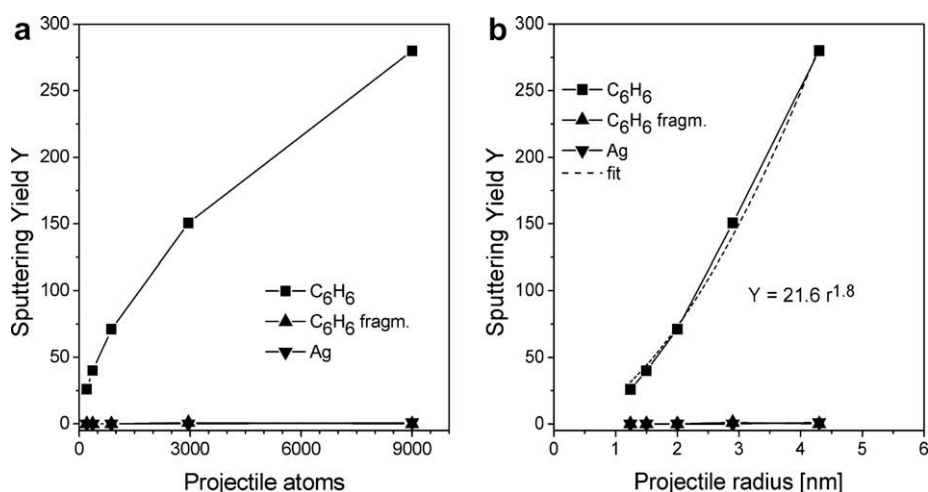 a
300
250
200
150
100
50
0
Sputtering Yield Y
C₆H₆
C₆H₆ fragm.
Ag
0 3000 6000 9000
Projectile atoms
b
300
250
200
150
100
50
0
Sputtering Yield Y
C₆H₆
C₆H₆ fragm.
Ag
fit
Y = 21.6 r¹·⁸
0 1 2 3 4 5 6
Projectile radius [nm]